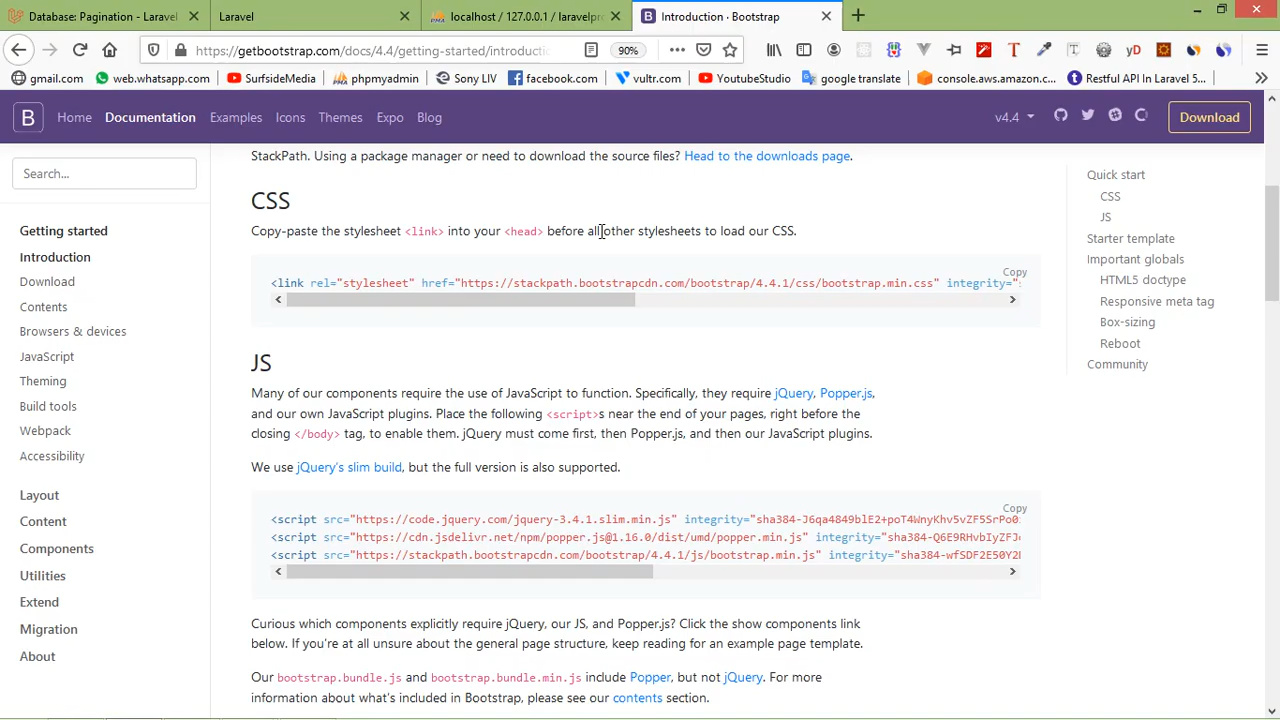 Database: Pagination - Laravel
Laravel
localhost / 127.0.0.1 / laravelpr
Introduction · Bootstrap
https://getbootstrap.com/docs/4.4/getting-started/introductio
90%
gmail.com
web.whatsapp.com
SurfsideMedia
phpmyadmin
Sony LIV
facebook.com
vultr.com
YouTubeStudio
google translate
console.aws.amazon.c...
Restful API In Laravel 5...
B
Home
Documentation
Examples
Icons
Themes
Expo
Blog
v4.4
Download
Search...
Getting started
Introduction
Download
Contents
Browsers & devices
JavaScript
Theming
Build tools
Webpack
Accessibility
Layout
Content
Components
Utilities
Extend
Migration
About
StackPath. Using a package manager or need to download the source files? Head to the downloads page.
CSS
Copy-paste the stylesheet <link> into your <head> before all other stylesheets to load our CSS.
Copy
<link rel="stylesheet" href="https://stackpath.bootstrapcdn.com/bootstrap/4.4.1/css/bootstrap.min.css" integrity="
JS
Many of our components require the use of JavaScript to function. Specifically, they require jQuery, Popper.js,
and our own JavaScript plugins. Place the following <script>s near the end of your pages, right before the
closing </body> tag, to enable them. jQuery must come first, then Popper.js, and then our JavaScript plugins.
We use jQuery's slim build, but the full version is also supported.
Copy
<script src="https://code.jquery.com/jquery-3.4.1.slim.min.js" integrity="sha384-J6qa4849blE2+poT4WnyKhv5vZF5SrPo0
<script src="https://cdn.jsdelivr.net/npm/popper.js@1.16.0/dist/umd/popper.min.js" integrity="sha384-Q6E9RHvbIyZFJ
<script src="https://stackpath.bootstrapcdn.com/bootstrap/4.4.1/js/bootstrap.min.js" integrity="sha384-wfSDF2E50Y2
Curious which components explicitly require jQuery, our JS, and Popper.js? Click the show components link
below. If you're at all unsure about the general page structure, keep reading for an example page template.
Our bootstrap.bundle.js and bootstrap.bundle.min.js include Popper, but not jQuery. For more
information about what's included in Bootstrap, please see our contents section.
Quick start
CSS
JS
Starter template
Important globals
HTML5 doctype
Responsive meta tag
Box-sizing
Reboot
Community